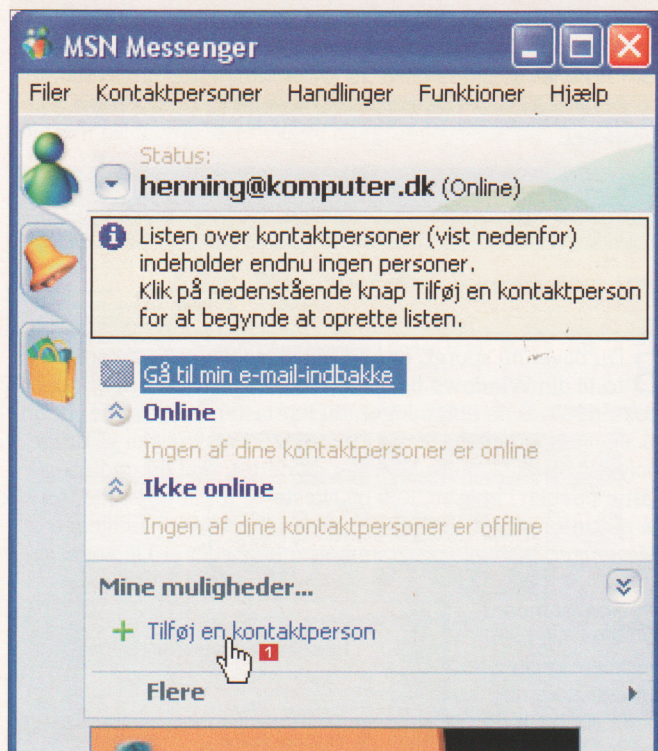 MSN Messenger
Filer Kontaktpersoner Handlinger Funktioner Hjælp
Status:
henning@komputer.dk (Online)
Listen over kontaktpersoner (vist nedenfor)
indeholder endnu ingen personer.
Klik på nedenstående knap Tilføj en kontaktperson
for at begynde at oprette listen.
Gå til min e-mail-indbakke
Online
Ingen af dine kontaktpersoner er online
Ikke online
Ingen af dine kontaktpersoner er offline
Mine muligheder...
Tilføj en kontaktperson
1
Flere